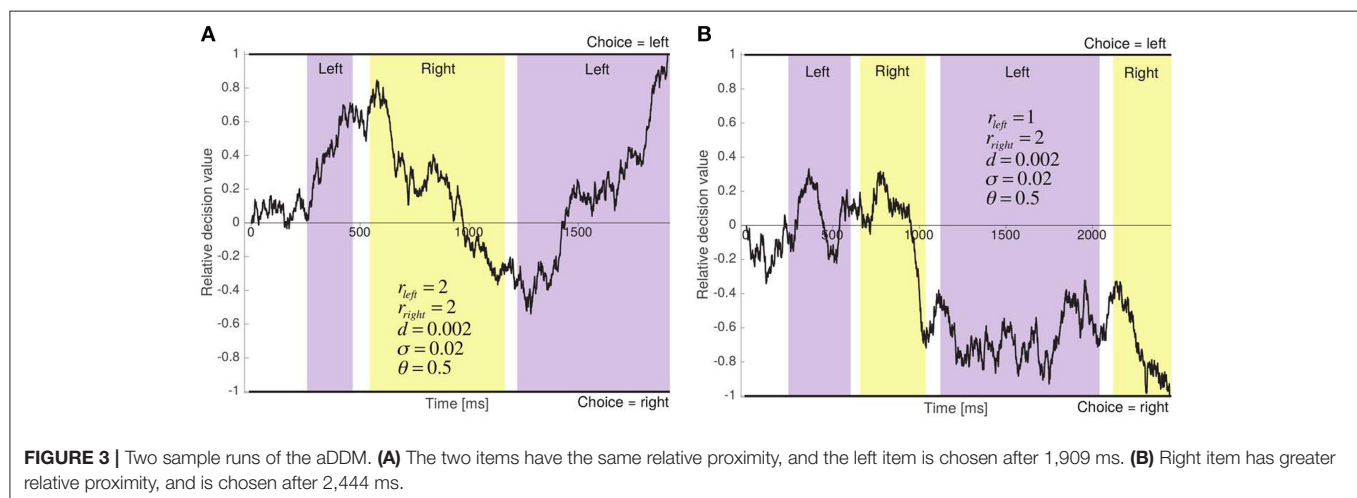 A
Choice = left
1
Left
Right
Left
0.8
0.6
0.4
0.2
0
-0.2
-0.4
-0.6
-0.8
-1
Relative decision value
0
500
1000
1500
r_left = 2
r_right = 2
d = 0.002
σ = 0.02
θ = 0.5
Time [ms]
Choice = right
B
Choice = left
1
Left
Right
Left
Right
0.8
0.6
0.4
0.2
0
-0.2
-0.4
-0.6
-0.8
-1
Relative decision value
0
500
1000
1500
2000
r_left = 1
r_right = 2
d = 0.002
σ = 0.02
θ = 0.5
Time [ms]
Choice = right
FIGURE 3 | Two sample runs of the aDDM. (A) The two items have the same relative proximity, and the left item is chosen after 1,909 ms. (B) Right item has greater
relative proximity, and is chosen after 2,444 ms.